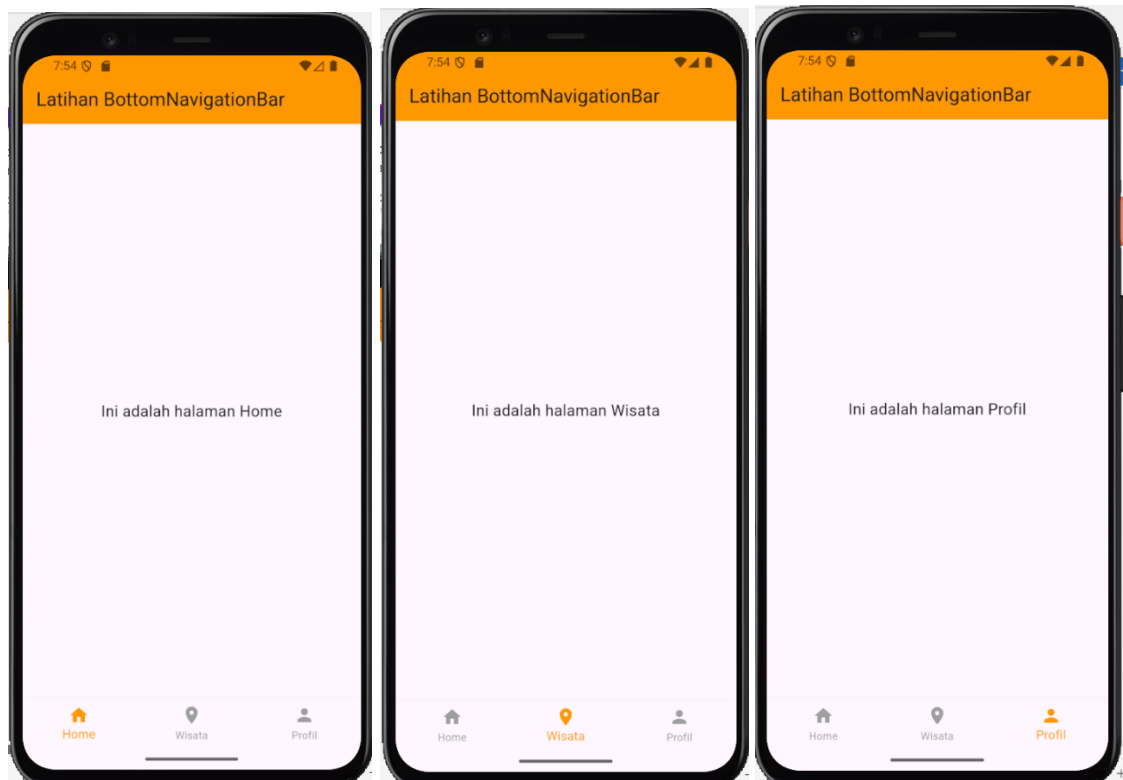 7:54
Latihan BottomNavigationBar
Ini adalah halaman Home
Home
Wisata
Profil
7:54
Latihan BottomNavigationBar
Ini adalah halaman Wisata
Home
Wisata
Profil
7:54
Latihan BottomNavigationBar
Ini adalah halaman Profil
Home
Wisata
Profil